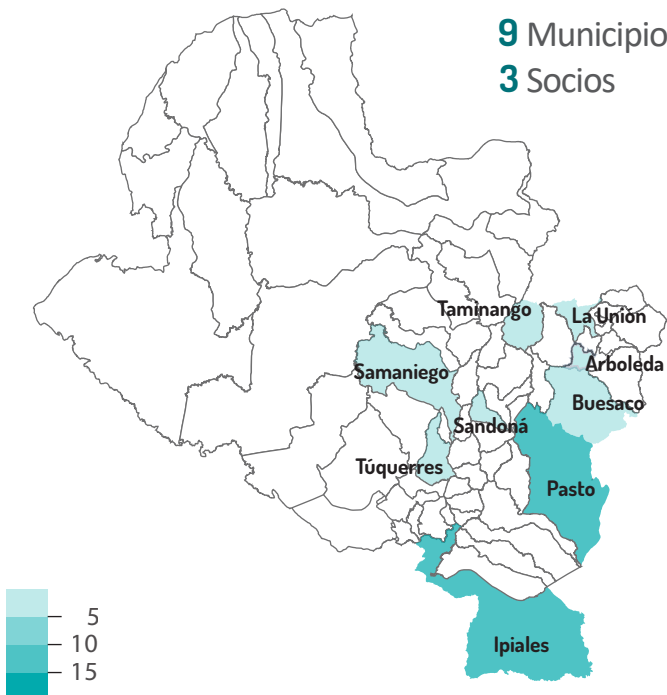 9 Municipio
3 Socios
Taminango
La Unión
Arboleda
Samaniego
Buesaco
Sandoná
Túquerres
Pasto
Ipiales
5
10
15